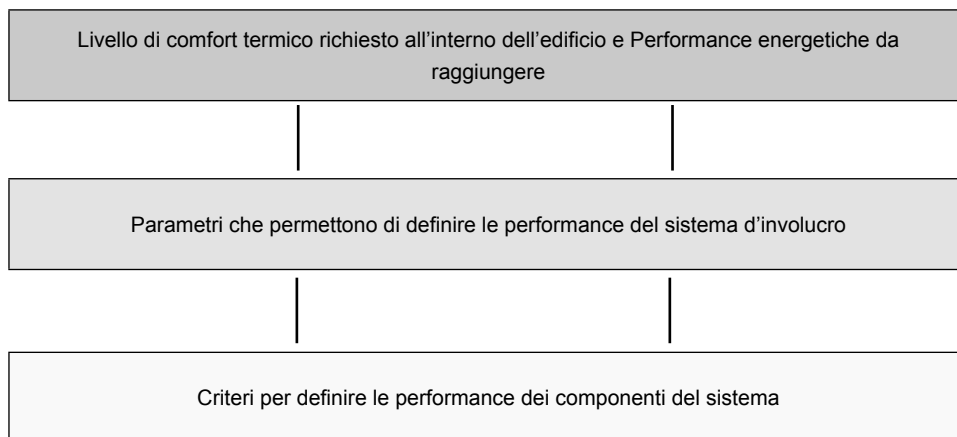 Livello di comfort termico richiesto all’interno dell’edificio e Performance energetiche da
raggiungere
Parametri che permettono di definire le performance del sistema d’involucro
Criteri per definire le performance dei componenti del sistema